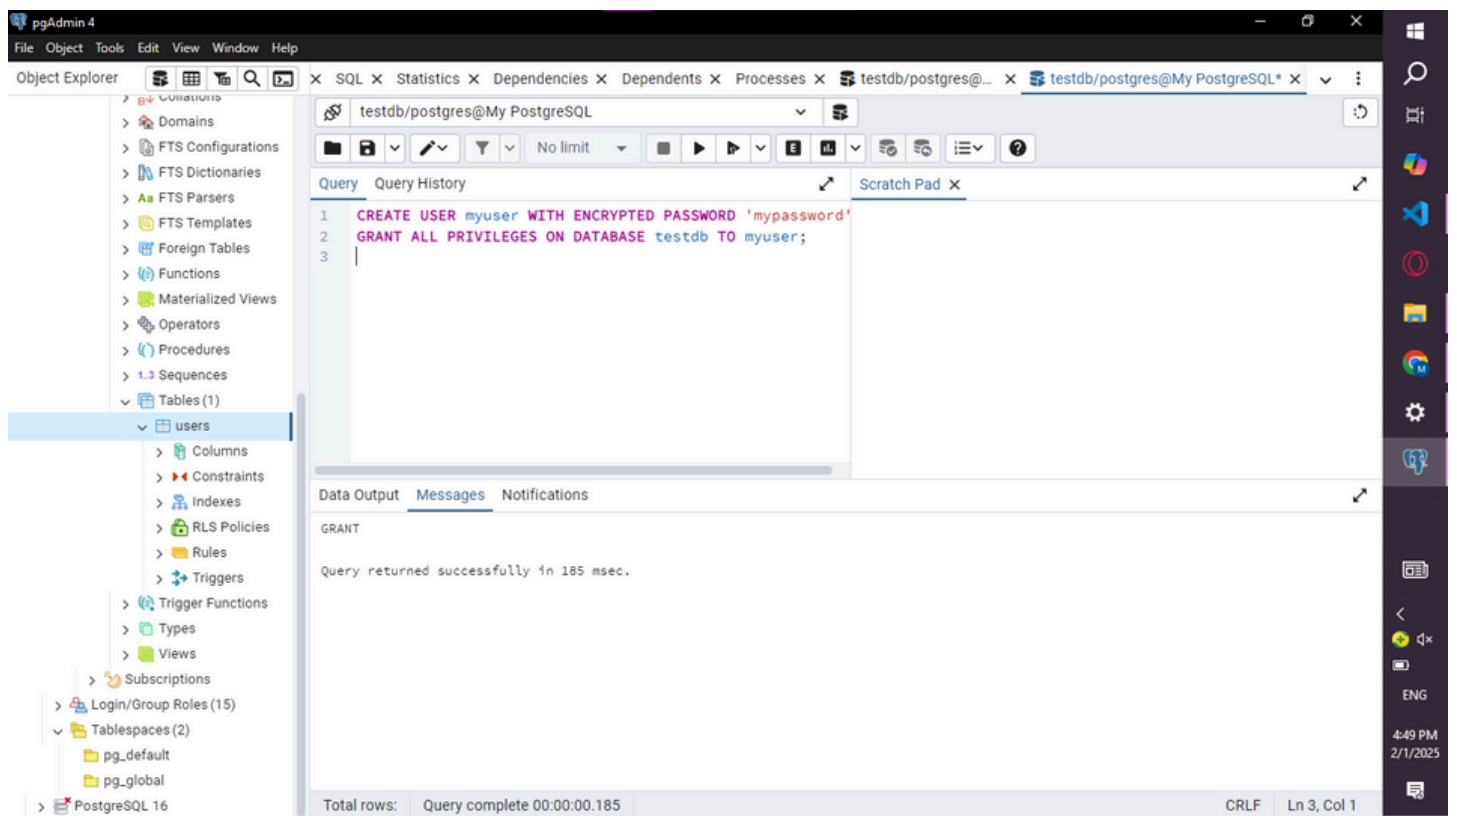 pgAdmin 4
File Object Tools Edit View Window Help
Object Explorer
SQL Statistics Dependencies Dependents Processes testdb/postgres@... testdb/postgres@My PostgreSQL*
testdb/postgres@My PostgreSQL
No limit
Query Query History
Scratch Pad
1 CREATE USER myuser WITH ENCRYPTED PASSWORD 'mypassword'
2 GRANT ALL PRIVILEGES ON DATABASE testdb TO myuser;
3
Collations
Domains
FTS Configurations
FTS Dictionaries
Aa FTS Parsers
FTS Templates
Foreign Tables
Functions
Materialized Views
Operators
Procedures
1..3 Sequences
Tables (1)
users
Columns
Constraints
Indexes
RLS Policies
Rules
Triggers
Trigger Functions
Types
Views
Subscriptions
Login/Group Roles (15)
Tablespaces (2)
pg_default
pg_global
PostgreSQL 16
Data Output Messages Notifications
GRANT
Query returned successfully in 185 msec.
Total rows: Query complete 00:00:00.185
CRLF Ln 3, Col 1
ENG
4:49 PM
2/1/2025